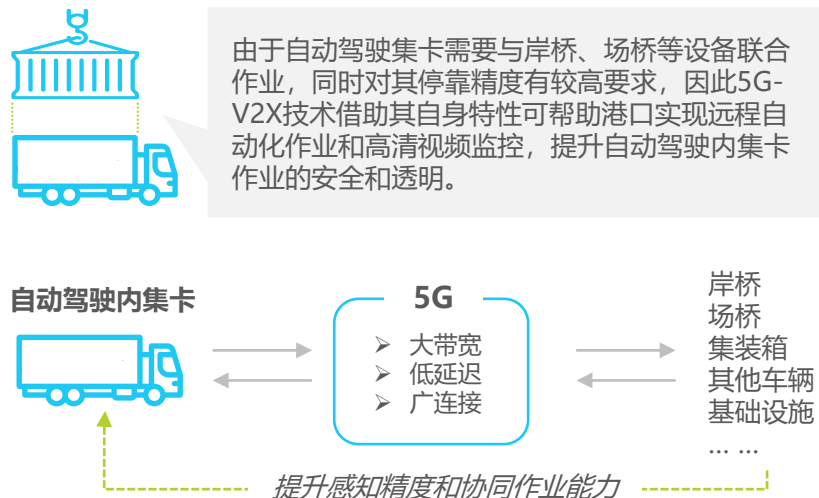 由于自动驾驶集卡需要与岸桥、场桥等设备联合
作业，同时对其停靠精度有较高要求，因此5G-
V2X技术借助其自身特性可帮助港口实现远程自
动化作业和高清视频监控，提升自动驾驶内集卡
作业的安全和透明。
自动驾驶内集卡
5G
➢ 大带宽
➢ 低延迟
➢ 广连接
岸桥
场桥
集装箱
其他车辆
基础设施
... ...
提升感知精度和协同作业能力